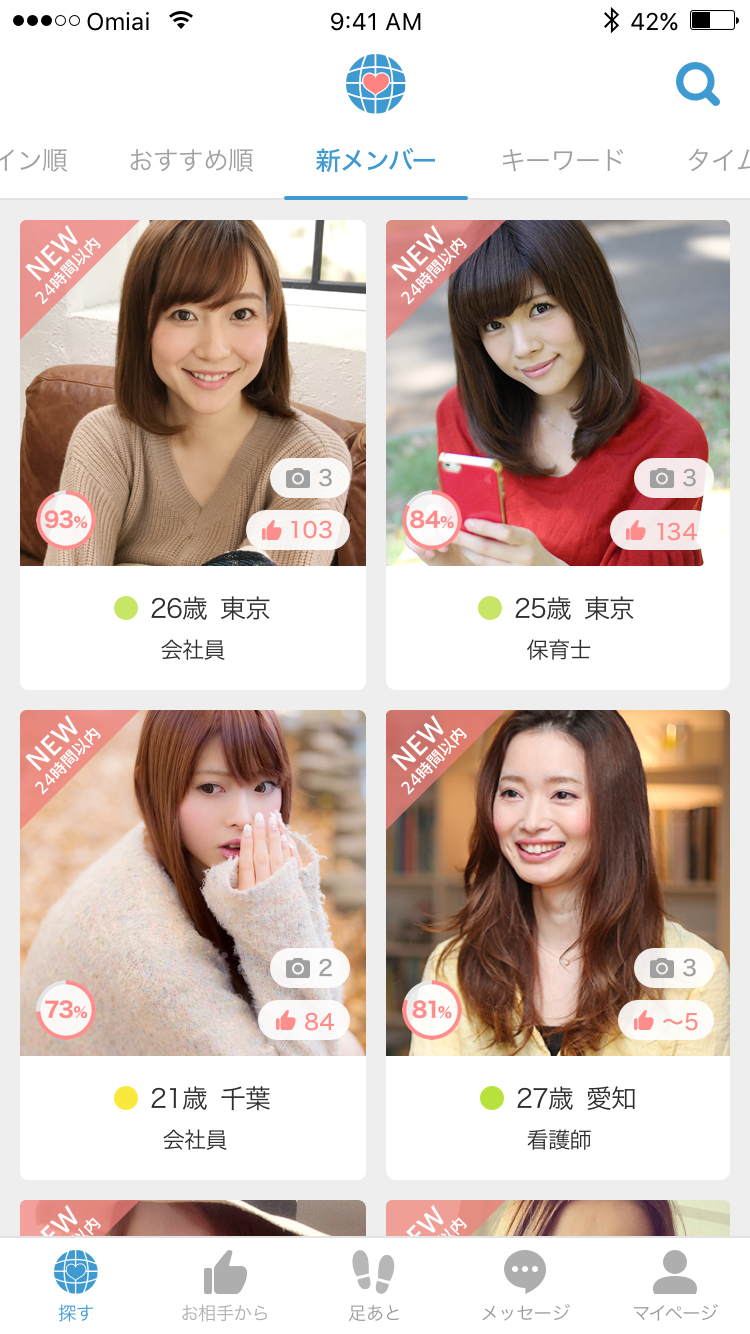 Omiai
9:41 AM
42%
イン順
おすすめ順
新メンバー
キーワード
タイム
NEW
24時間以内
3
93%
103
26歳 東京
会社員
NEW
24時間以内
3
84%
134
25歳 東京
保育士
NEW
24時間以内
2
73%
84
21歳 千葉
会社員
NEW
24時間以内
3
81%
～5
27歳 愛知
看護師
NEW
以内
NEW
以内
探す
お相手から
足あと
メッセージ
マイページ